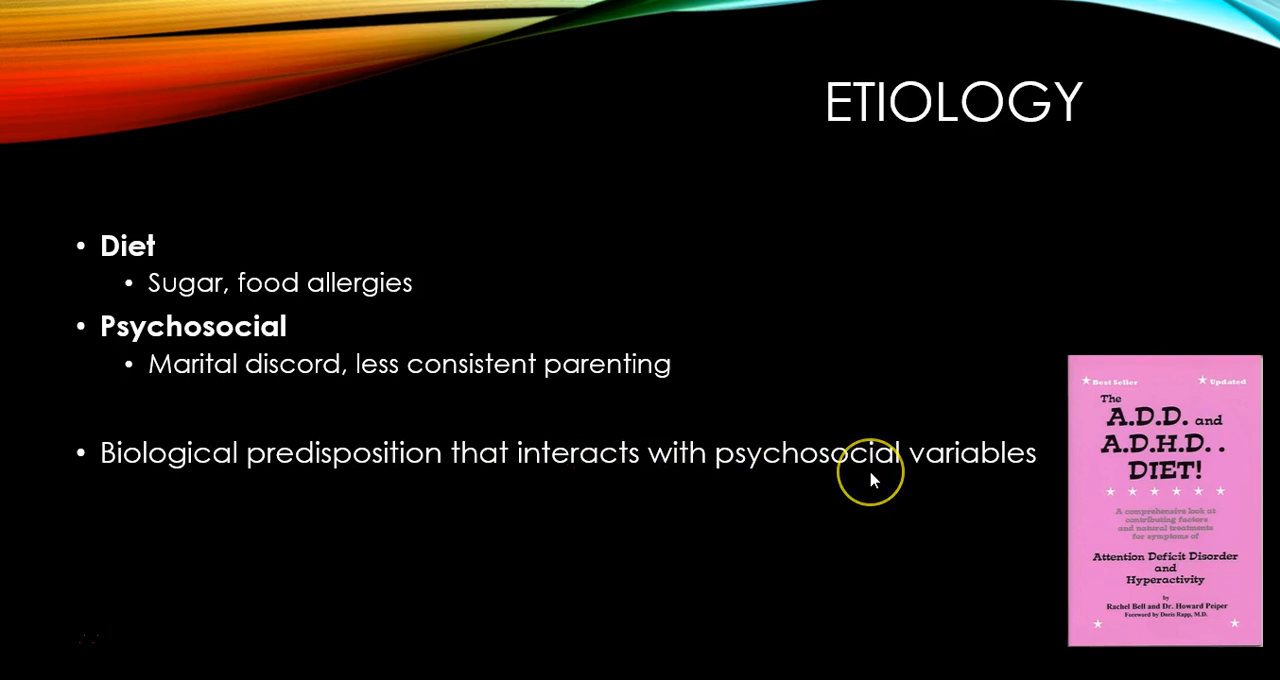 ETIOLOGY
• Diet
• Sugar, food allergies
• Psychosocial
• Marital discord, less consistent parenting
• Biological predisposition that interacts with psychosocial variables
Best Seller
Updated
The
A.D.D. and
A.D.H.D. .
DIET!
A comprehensive look at
contributing factors
and natural treatments
for symptoms of
Attention Deficit Disorder
and
Hyperactivity
by
Rachel Bell and Dr. Howard Peiper
Foreword by Doris Rapp, M.D.